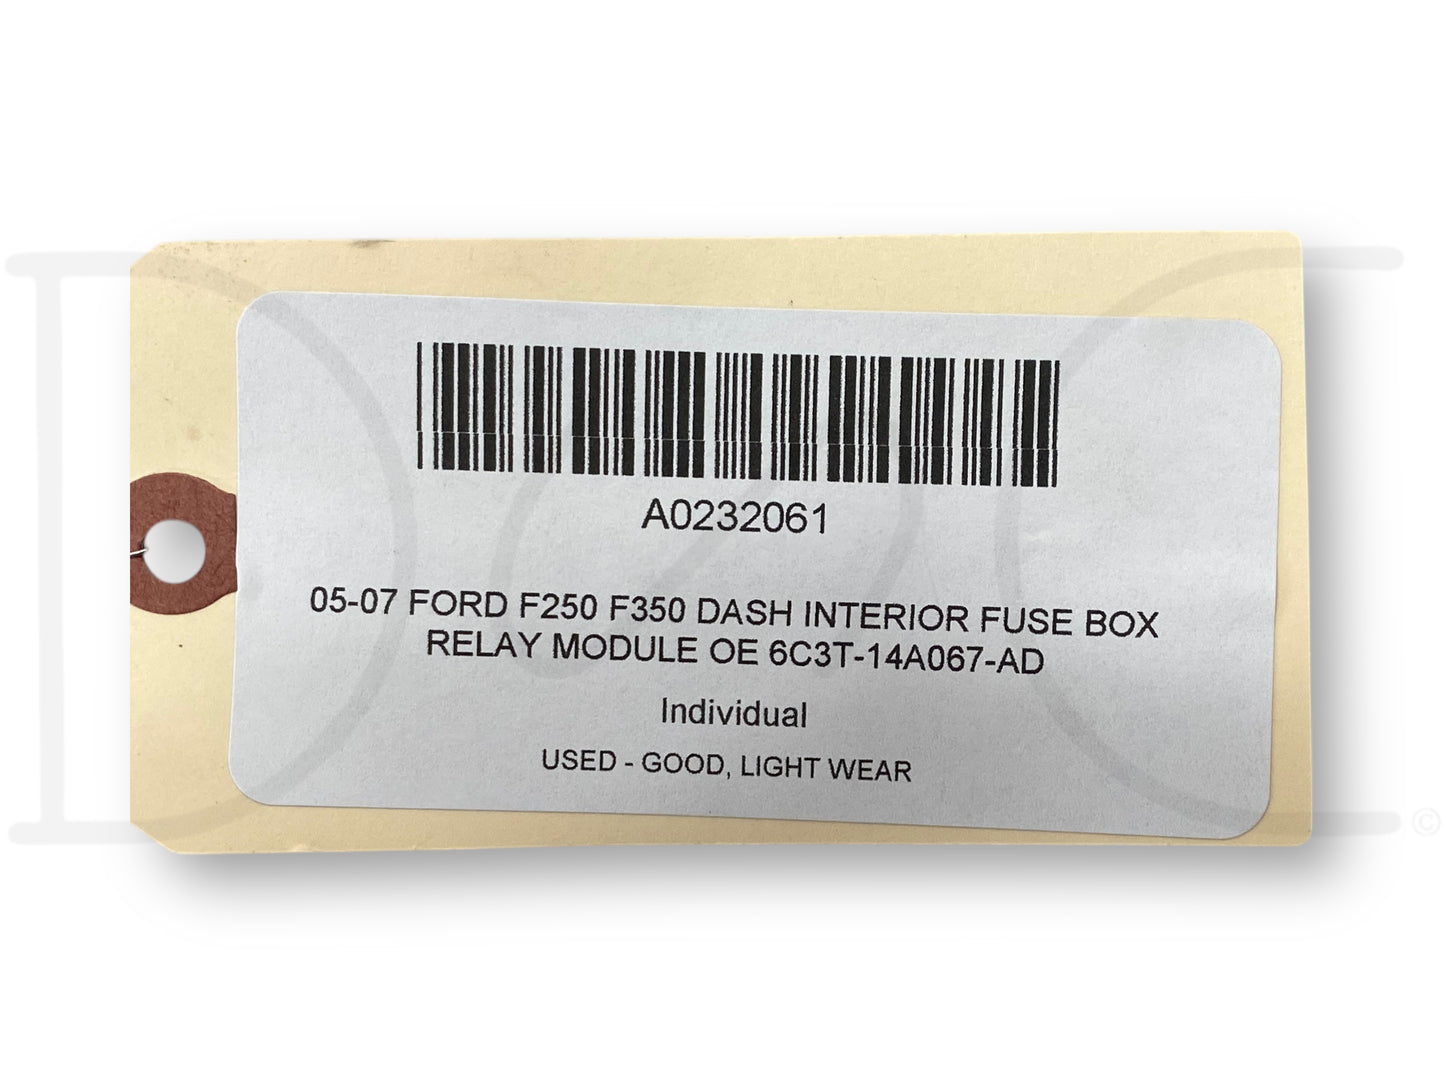 A0232061
05-07 FORD F250 F350 DASH INTERIOR FUSE BOX
RELAY MODULE OE 6C3T-14A067-AD
Individual
USED - GOOD, LIGHT WEAR
©